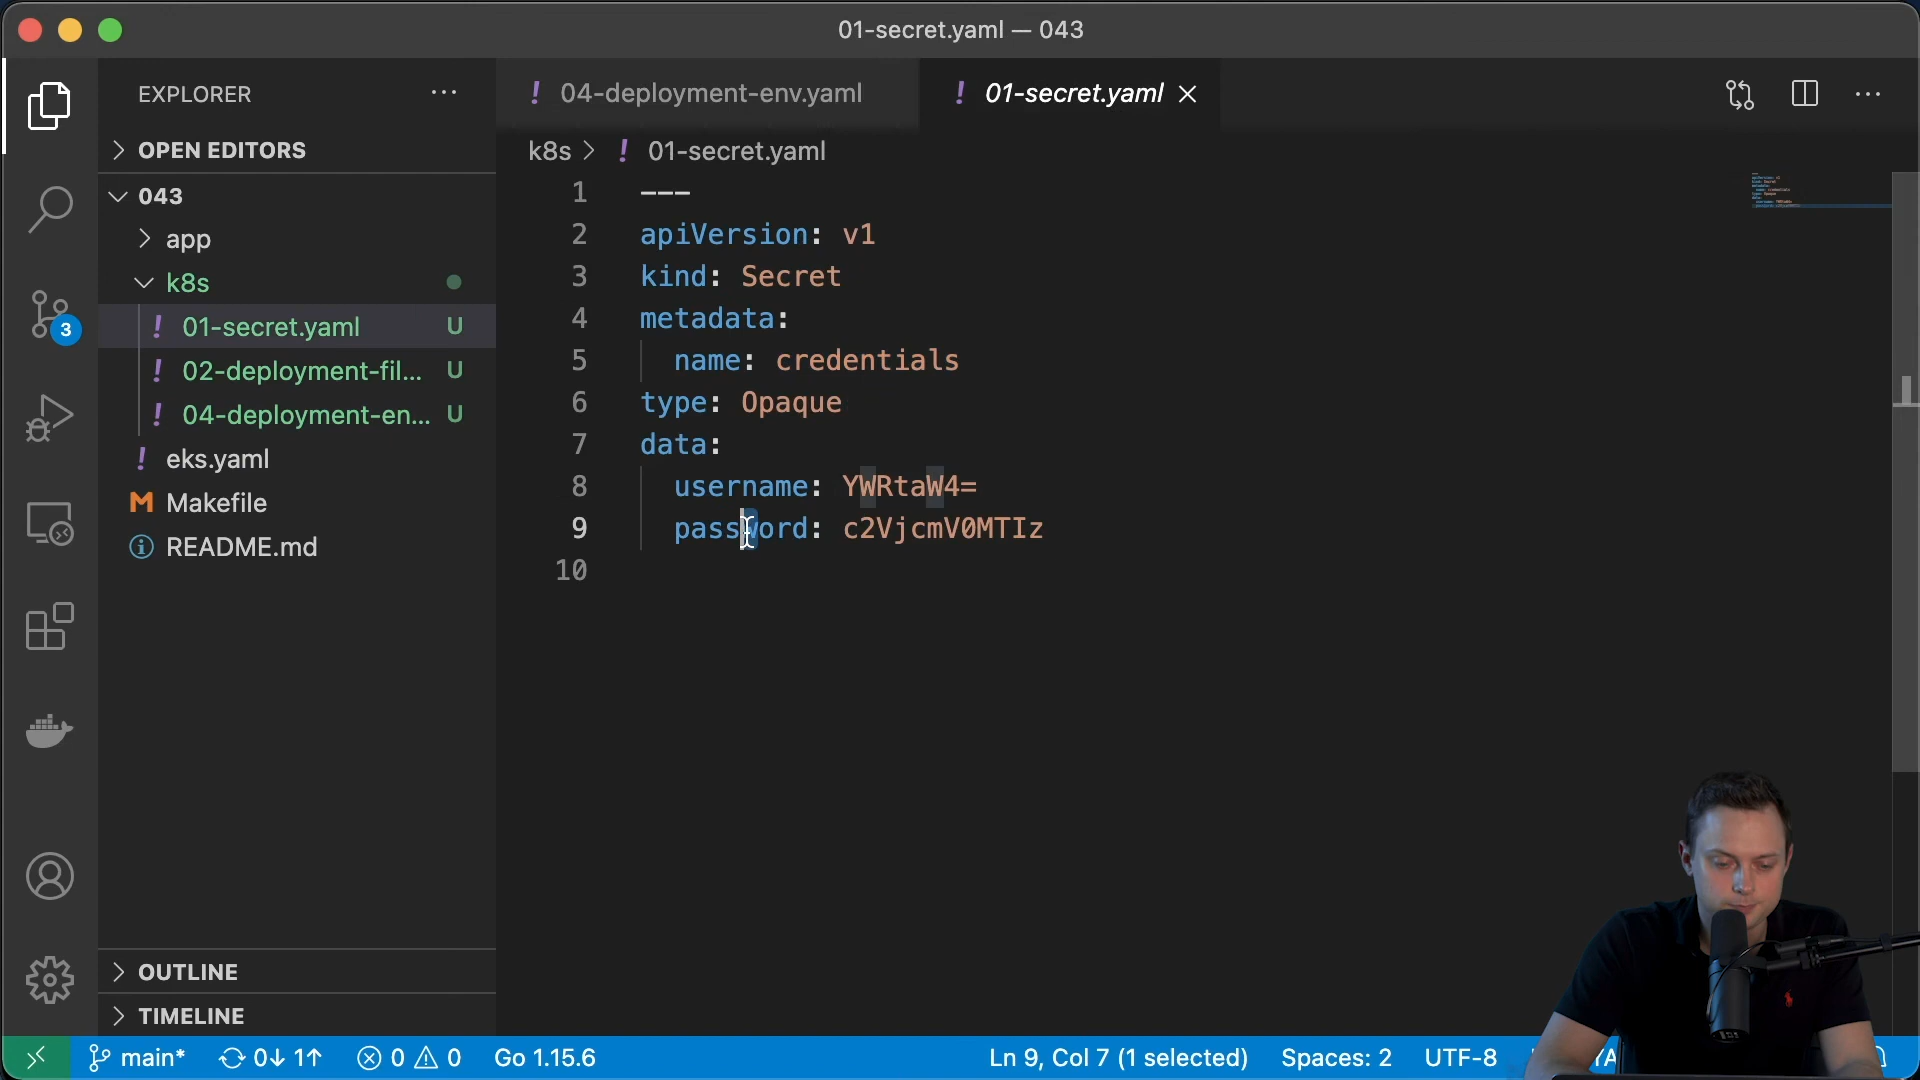 01-secret.yaml — 043
EXPLORER
OPEN EDITORS
043
app
k8s
01-secret.yaml U
02-deployment-fil... U
04-deployment-en... U
eks.yaml
Makefile
README.md
OUTLINE
TIMELINE
3
04-deployment-env.yaml
01-secret.yaml
k8s > ! 01-secret.yaml
1 ---
2 apiVersion: v1
3 kind: Secret
4 metadata:
5 name: credentials
6 type: Opaque
7 data:
8 username: YWRtaW4=
9 password: c2VjcmV0MTIz
10
main* 0↓ 1↑ 0 0 Go 1.15.6 Ln 9, Col 7 (1 selected) Spaces: 2 UTF-8